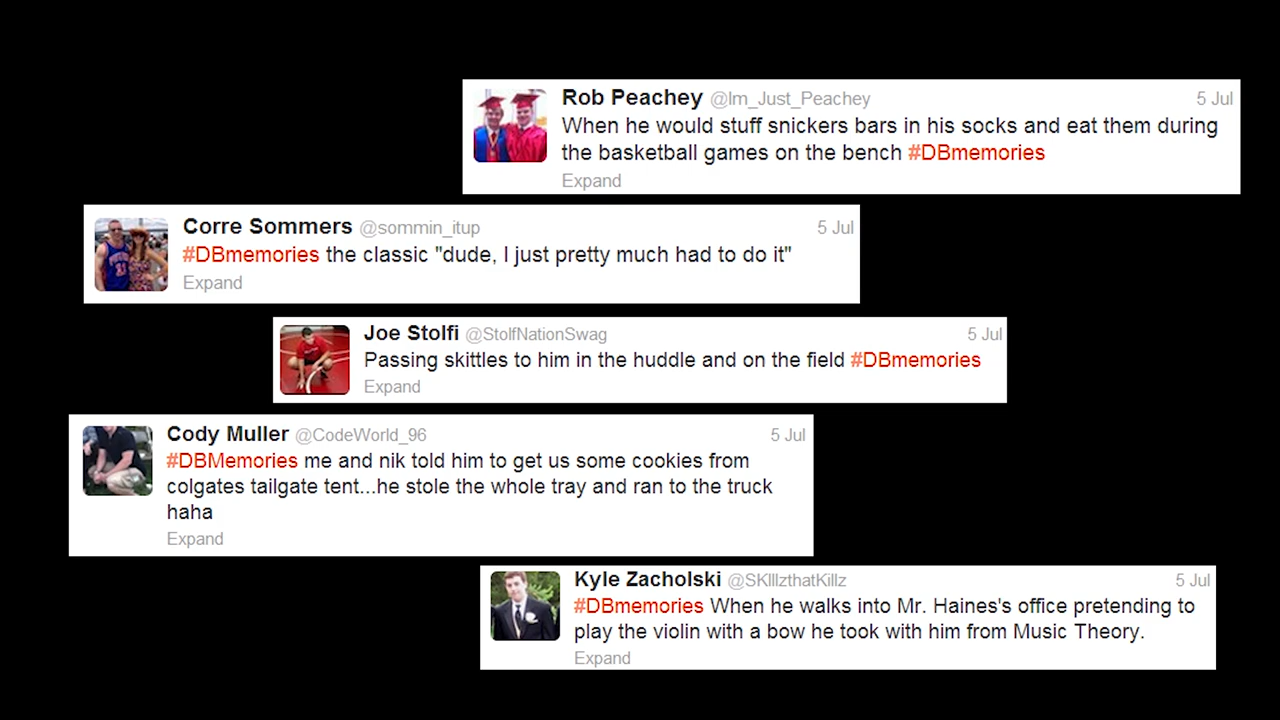 Rob Peachey @Im_Just_Peachey 5 Jul
When he would stuff snickers bars in his socks and eat them during
the basketball games on the bench #DBmemories
Expand
Corre Sommers @sommin_itup 5 Jul
#DBmemories the classic "dude, I just pretty much had to do it"
Expand
Joe Stolfi @StolfNationSwag 5 Jul
Passing skittles to him in the huddle and on the field #DBmemories
Expand
Cody Muller @CodeWorld_96 5 Jul
#DBMemories me and nik told him to get us some cookies from
colgates tailgate tent...he stole the whole tray and ran to the truck
haha
Expand
Kyle Zacholski @SKIllzthatKillz 5 Jul
#DBmemories When he walks into Mr. Haines's office pretending to
play the violin with a bow he took with him from Music Theory.
Expand